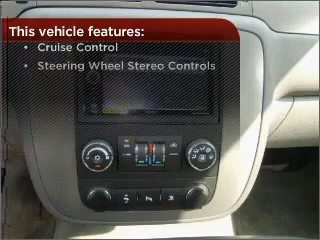 This vehicle features:
• Cruise Control
• Steering Wheel Stereo Controls